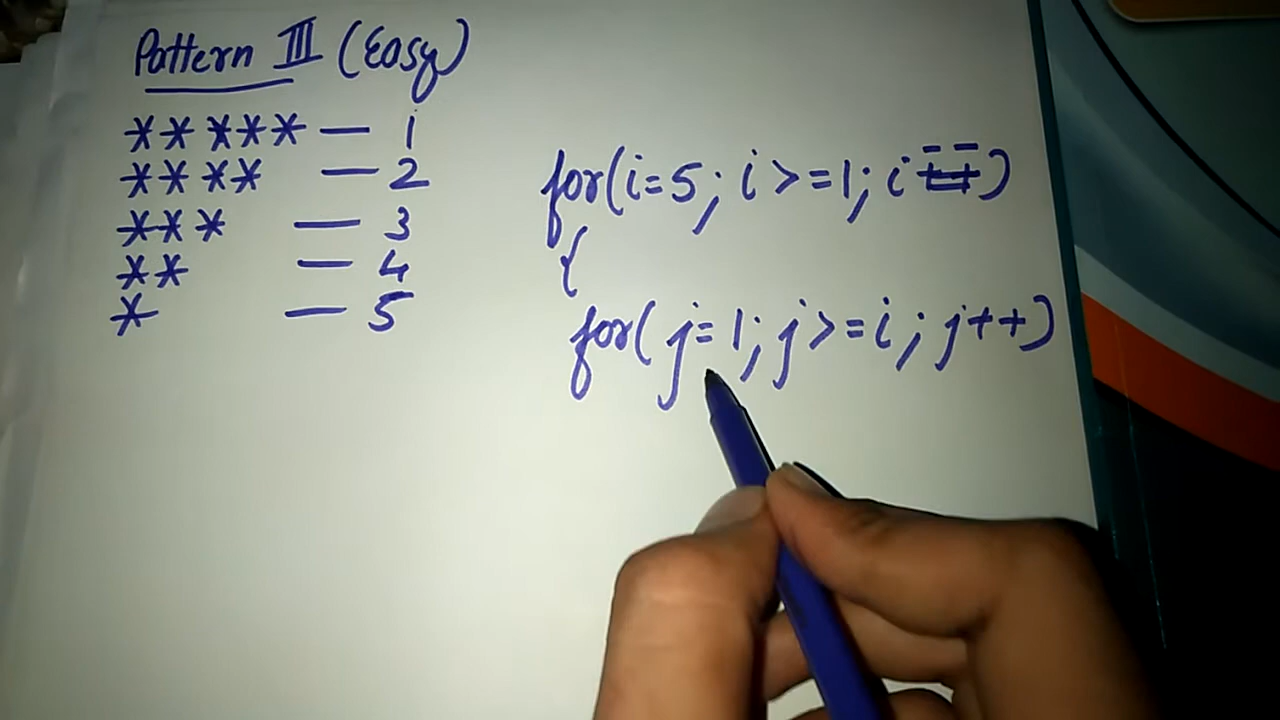 Pattern III (Easy)
***** — 1
**** — 2
*** — 3
** — 4
* — 5
for(i=5; i>=1; i--)
{
for(j=1; j>=i; j++)